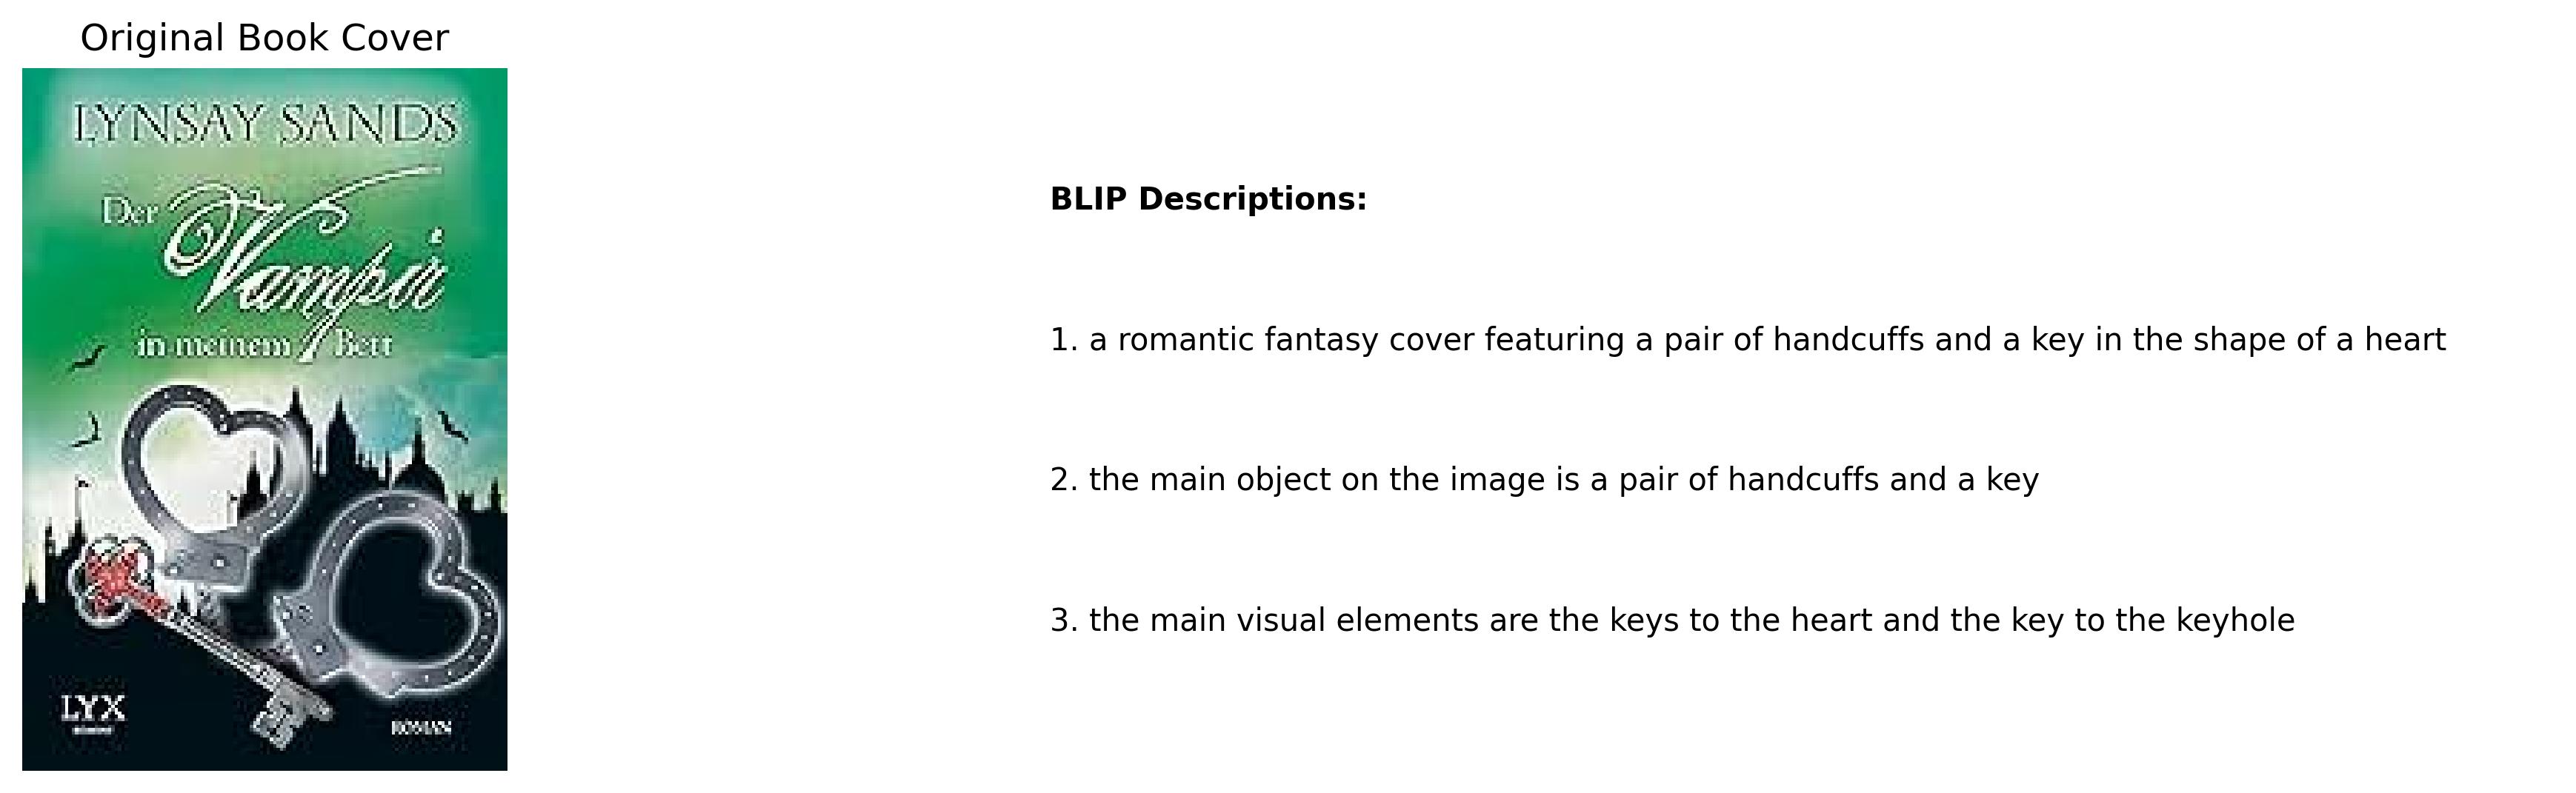 Original Book Cover
LYNSAY SANDS
Der
Vampir
in meinem Bett
LYX
ROMAN
BLIP Descriptions:
1. a romantic fantasy cover featuring a pair of handcuffs and a key in the shape of a heart
2. the main object on the image is a pair of handcuffs and a key
3. the main visual elements are the keys to the heart and the key to the keyhole